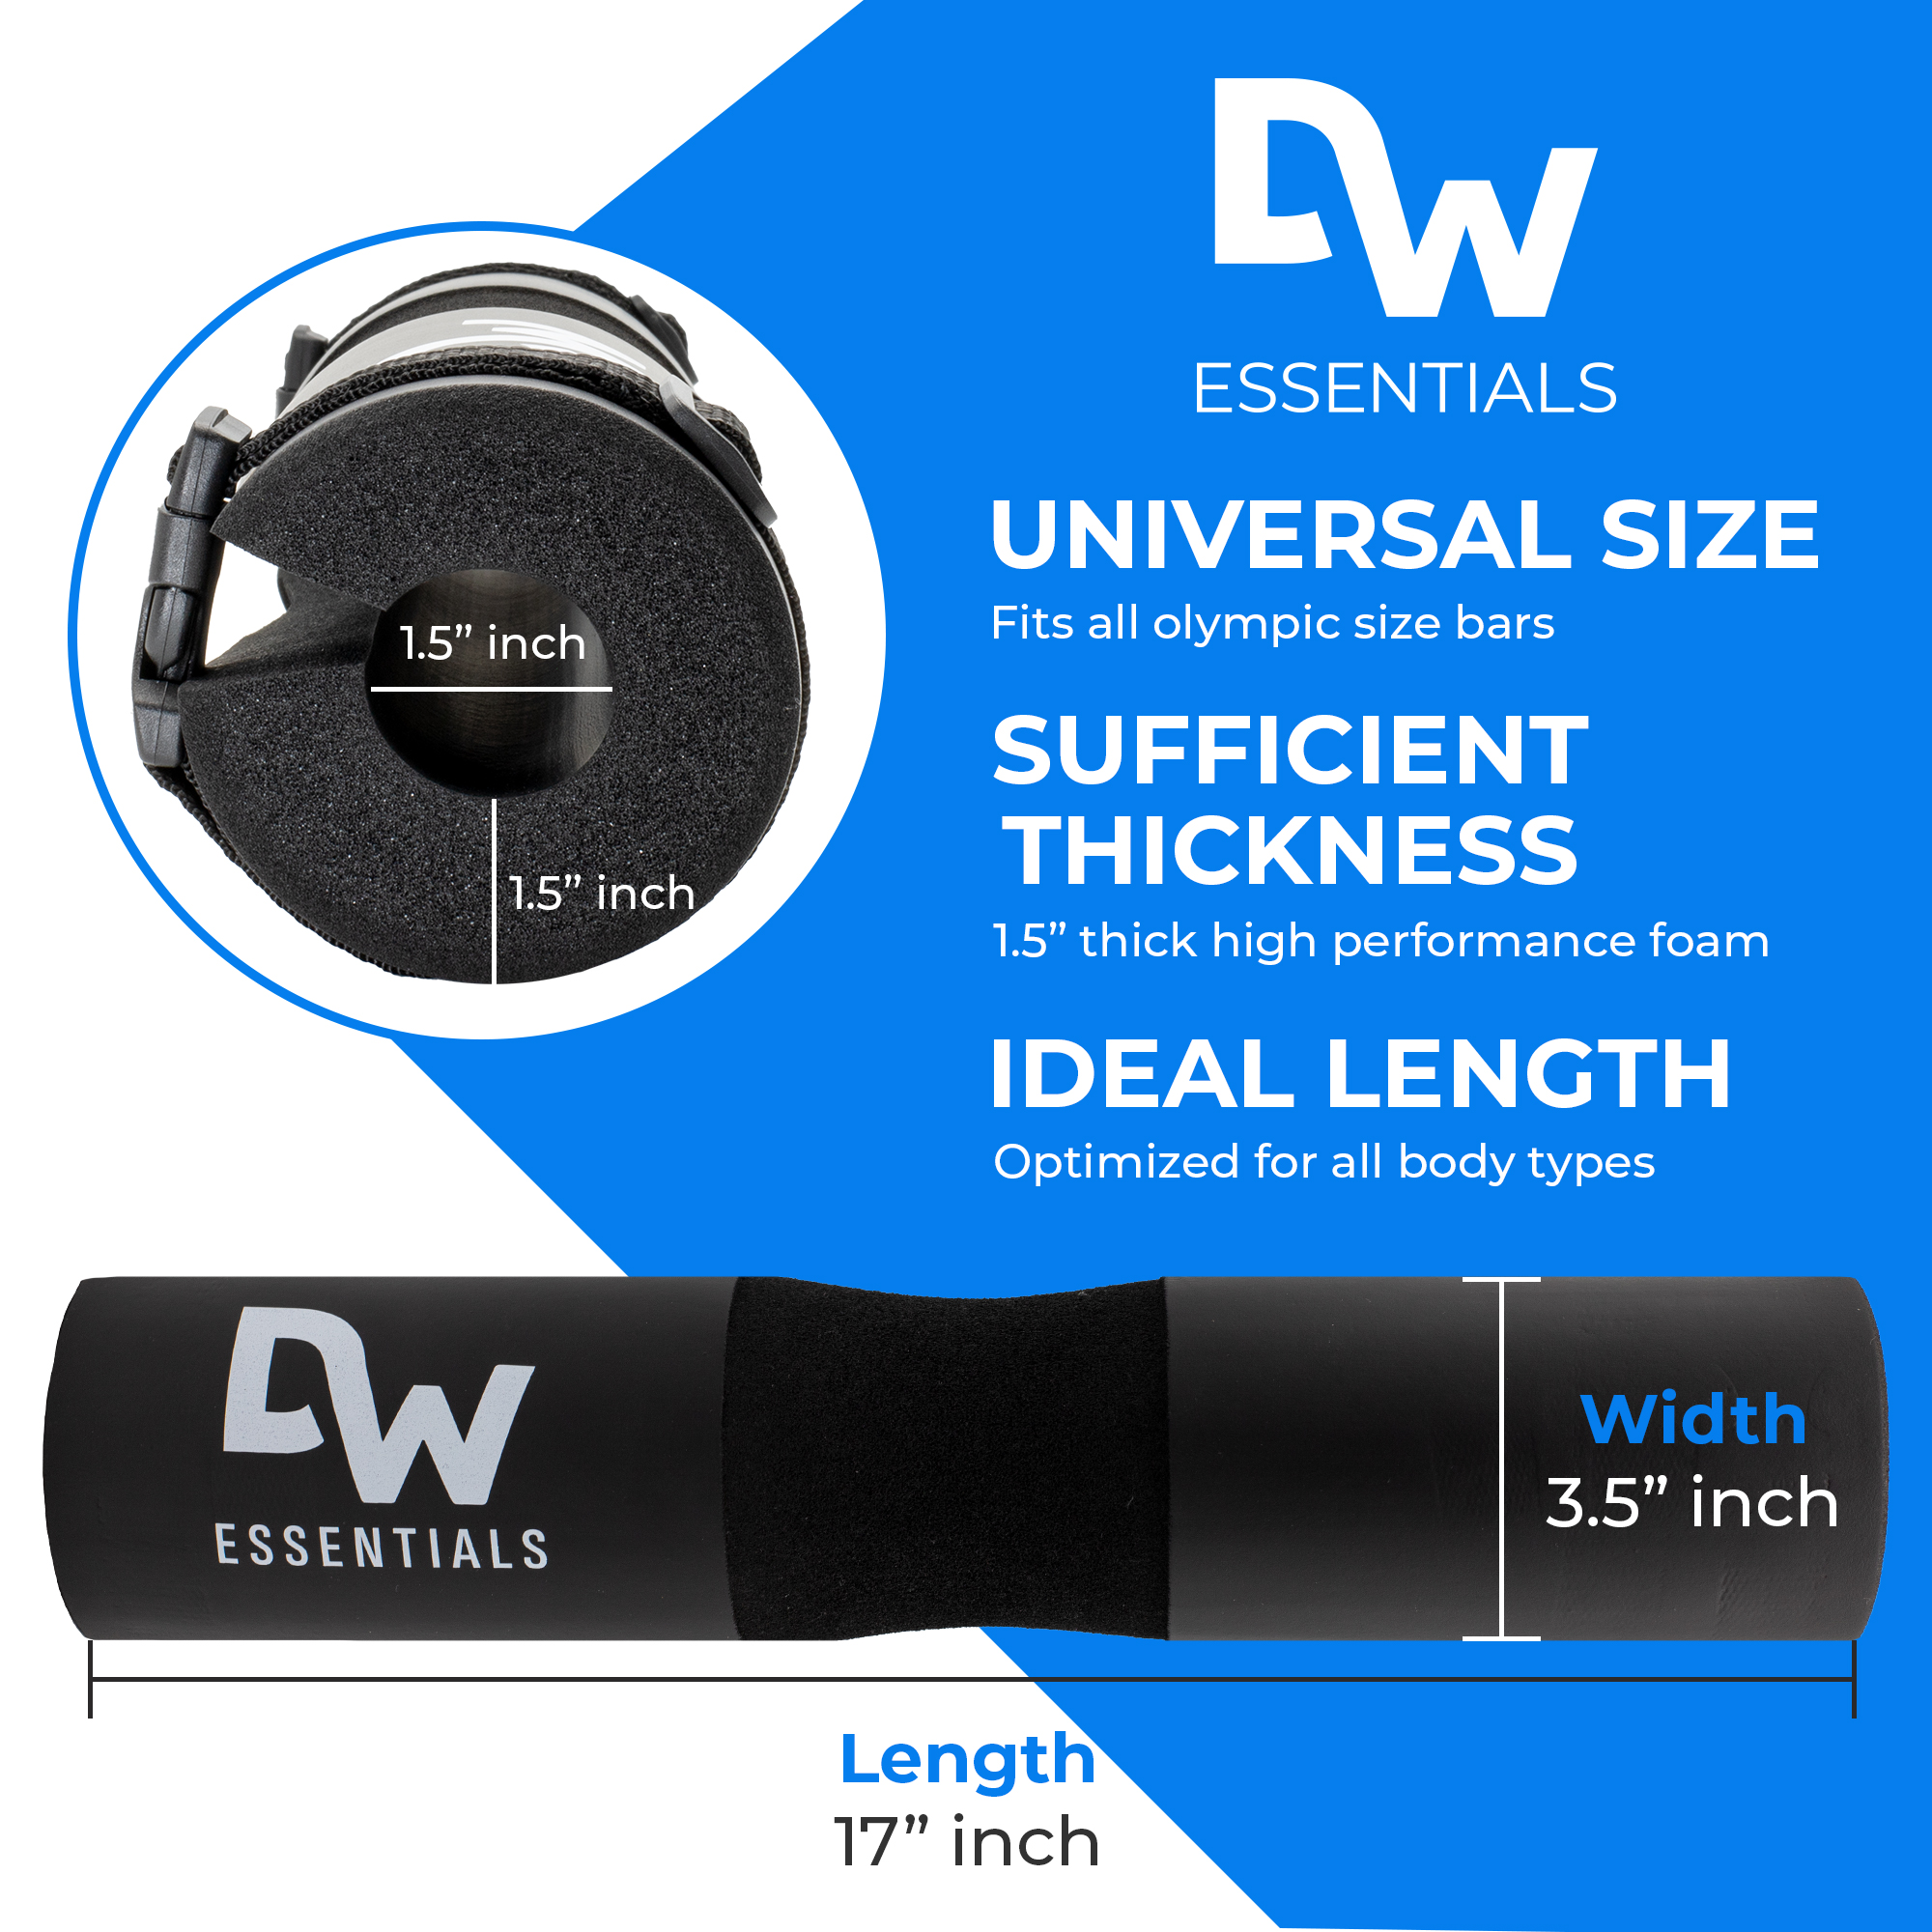 DW
ESSENTIALS
UNIVERSAL SIZE
Fits all olympic size bars
SUFFICIENT
THICKNESS
1.5” thick high performance foam
IDEAL LENGTH
Optimized for all body types
1.5” inch
1.5” inch
DW
ESSENTIALS
Width
3.5” inch
Length
17” inch